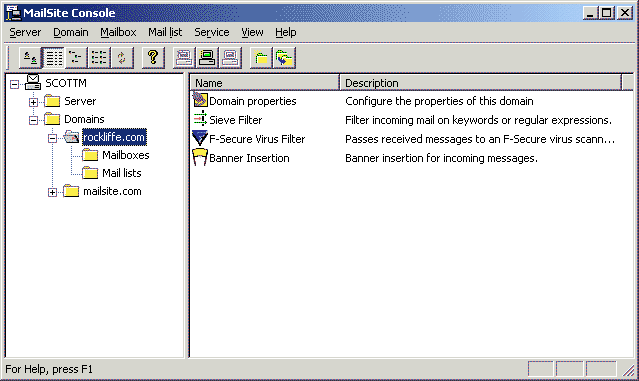 MailSite Console
Server Domain Mailbox Mail list Service View Help
SCOTTM
Server
Domains
rockliffe.com
Mailboxes
Mail lists
mailsite.com
Name Description
Domain properties Configure the properties of this domain
Sieve Filter Filter incoming mail on keywords or regular expressions.
F-Secure Virus Filter Passes received messages to an F-Secure virus scann...
Banner Insertion Banner insertion for incoming messages.
For Help, press F1